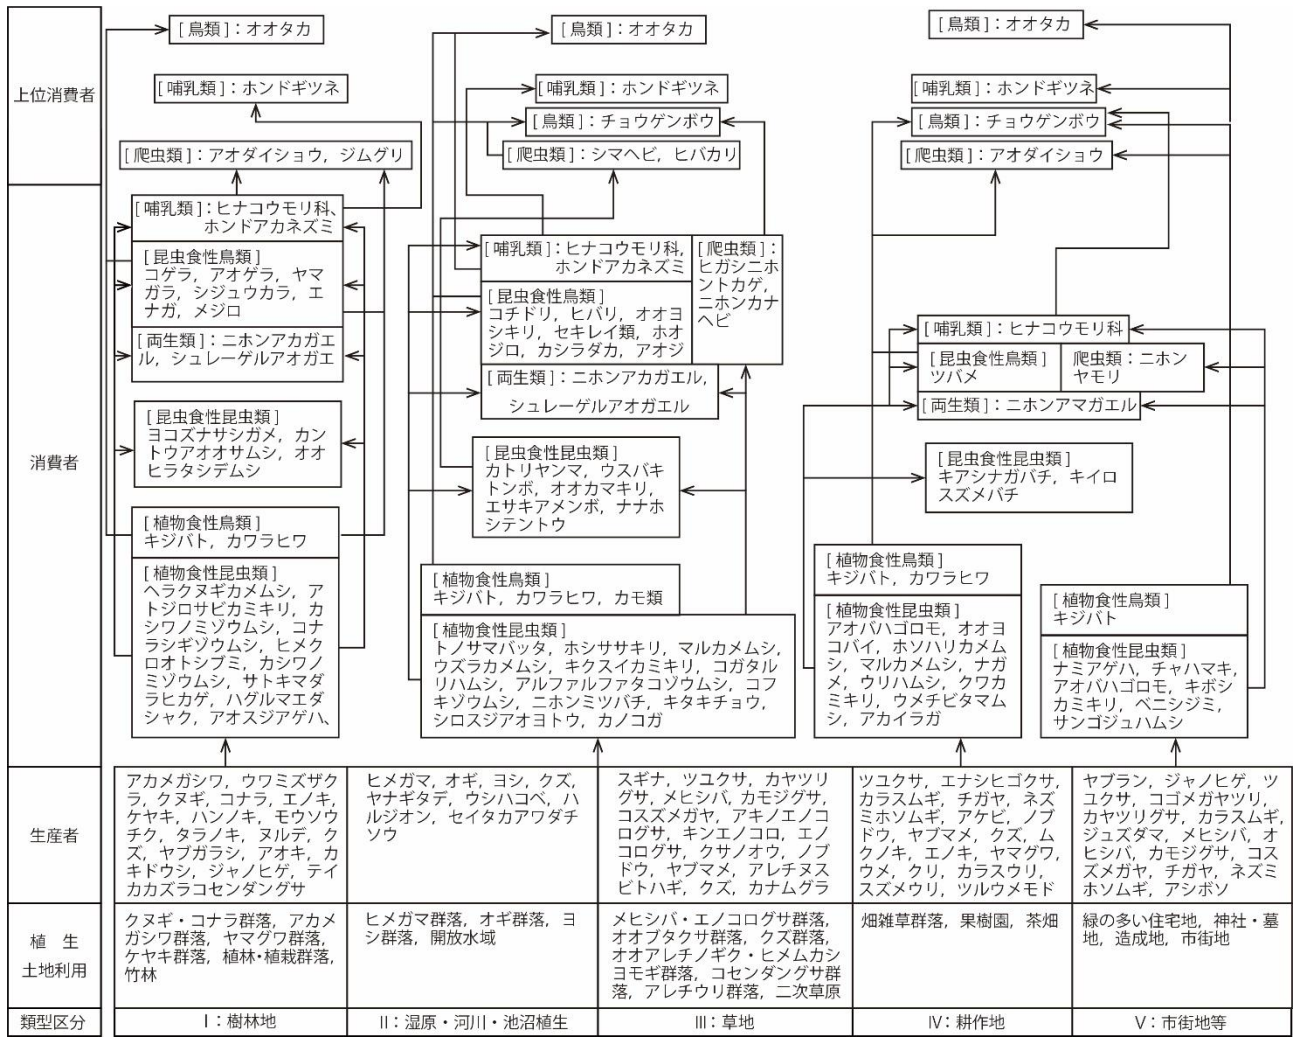 上位消費者
[鳥類]：オオタカ
[哺乳類]：ホンドギツネ
[爬虫類]：アオダイショウ，ジムグリ
[鳥類]：オオタカ
[哺乳類]：ホンドギツネ
[鳥類]：チョウゲンボウ
[爬虫類]：シマヘビ，ヒバカリ
[鳥類]：オオタカ
[哺乳類]：ホンドギツネ
[鳥類]：チョウゲンボウ
[爬虫類]：アオダイショウ
消費者
[哺乳類]：ヒナコウモリ科、
ホンドアカネズミ
[昆虫食性鳥類]
コゲラ，アオゲラ，ヤマ
ガラ，シジュウカラ，エ
ナガ，メジロ
[両生類]：ニホンアカガエ
ル，シュレーゲルアオガエ
[昆虫食性昆虫類]
ヨコズナサシガメ，カン
トウアオオサムシ，オオ
ヒラタシデムシ
[植物食性鳥類]
キジバト，カワラヒワ
[植物食性昆虫類]
ヘラクヌギカメムシ，ア
トジロサビカミキリ，カ
シワノミゾウムシ，コナ
ラシギゾウムシ，ヒメク
ロオトシブミ，カシワノ
ミゾウムシ，サトキマダ
ラヒカゲ，ハグルマエダ
シャク，アオスジアゲハ、
[哺乳類]：ヒナコウモリ科，
ホンドアカネズミ
[爬虫類]：
ヒガシニホ
ントカゲ，
ニホンカナ
ヘビ
[昆虫食性鳥類]
コチドリ，ヒバリ，オオヨ
シキリ，セキレイ類，ホオ
ジロ，カシラダカ，アオジ
[両生類]：ニホンアカガエル，
シュレーゲルアオガエル
[昆虫食性昆虫類]
カトリヤンマ，ウスバキ
トンボ，オオカマキリ，
エサキアメンボ，ナナホ
シテントウ
[植物食性鳥類]
キジバト，カワラヒワ，カモ類
[植物食性昆虫類]
トノサマバッタ，ホシササキリ，マルカメムシ，
ウズラカメムシ，キクスイカミキリ，コガタル
リハムシ，アルファルファタコゾウムシ，コフ
キゾウムシ，ニホンミツバチ，キタキチョウ，
シロスジアオヨトウ，カノコガ
[哺乳類]：ヒナコウモリ科
[昆虫食性鳥類]
ツバメ
爬虫類：ニホン
ヤモリ
[両生類]：ニホンアマガエル
[昆虫食性昆虫類]
キアシナガバチ，キイロ
スズメバチ
[植物食性鳥類]
キジバト，カワラヒワ
[植物食性昆虫類]
アオバハゴロモ，オオヨ
コバイ，ホソハリカメム
シ，マルカメムシ，ナガ
メ，ウリハムシ，クワカ
ミキリ，ウメチビタマム
シ，アカイラガ
[植物食性鳥類]
キジバト
[植物食性昆虫類]
ナミアゲハ，チャハマキ，
アオバハゴロモ，キボシ
カミキリ，ベニシジミ，
サンゴジュハムシ
生産者
アカメガシワ，ウワミズザク
ラ，クヌギ，コナラ，エノキ，
ケヤキ，ハンノキ，モウソウ
チク，タラノキ，ヌルデ，ク
ズ，ヤブガラシ，アオキ，カ
キドウシ，ジャノヒゲ，テイ
カカズラコセンダングサ
ヒメガマ，オギ，ヨシ，クズ，
ヤナギタデ，ウシハコベ，ハ
ルジオン，セイタカアワダチ
ソウ
スギナ，ツユクサ，カヤツリ
グサ，メヒシバ，カモジグサ，
コスズメガヤ，アキノエノコ
ログサ，キンエノコロ，エノ
コログサ，クサノオウ，ノブ
ドウ，ヤブマメ，アレチヌス
ビトハギ，クズ，カナムグラ
ツユクサ，エナシヒゴクサ，
カラスムギ，チガヤ，ネズ
ミホソムギ，アケビ，ノブ
ドウ，ヤブマメ，クズ，ム
クノキ，エノキ，ヤマグワ，
ウメ，クリ，カラスウリ，
スズメウリ，ツルウメモド
ヤブラン，ジャノヒゲ，ツ
ユクサ，コゴメガヤツリ，
カヤツリグサ，カラスムギ，
ジュズダマ，メヒシバ，オ
ヒシバ，カモジグサ，コス
ズメガヤ，チガヤ，ネズミ
ホソムギ，アシボソ
植　生
土地利用
クヌギ・コナラ群落，アカメ
ガシワ群落，ヤマグワ群落，
ケヤキ群落，植林・植栽群落，
竹林
ヒメガマ群落，オギ群落，ヨ
シ群落，開放水域
メヒシバ・エノコログサ群落，
オオブタクサ群落，クズ群落，
オオアレチノギク・ヒメムカシ
ヨモギ群落，コセンダングサ群
落，アレチウリ群落，二次草原
畑雑草群落，果樹園，茶畑
緑の多い住宅地，神社・墓
地，造成地，市街地
類型区分
Ⅰ：樹林地
Ⅱ：湿原・河川・池沼植生
Ⅲ：草地
Ⅳ：耕作地
Ⅴ：市街地等